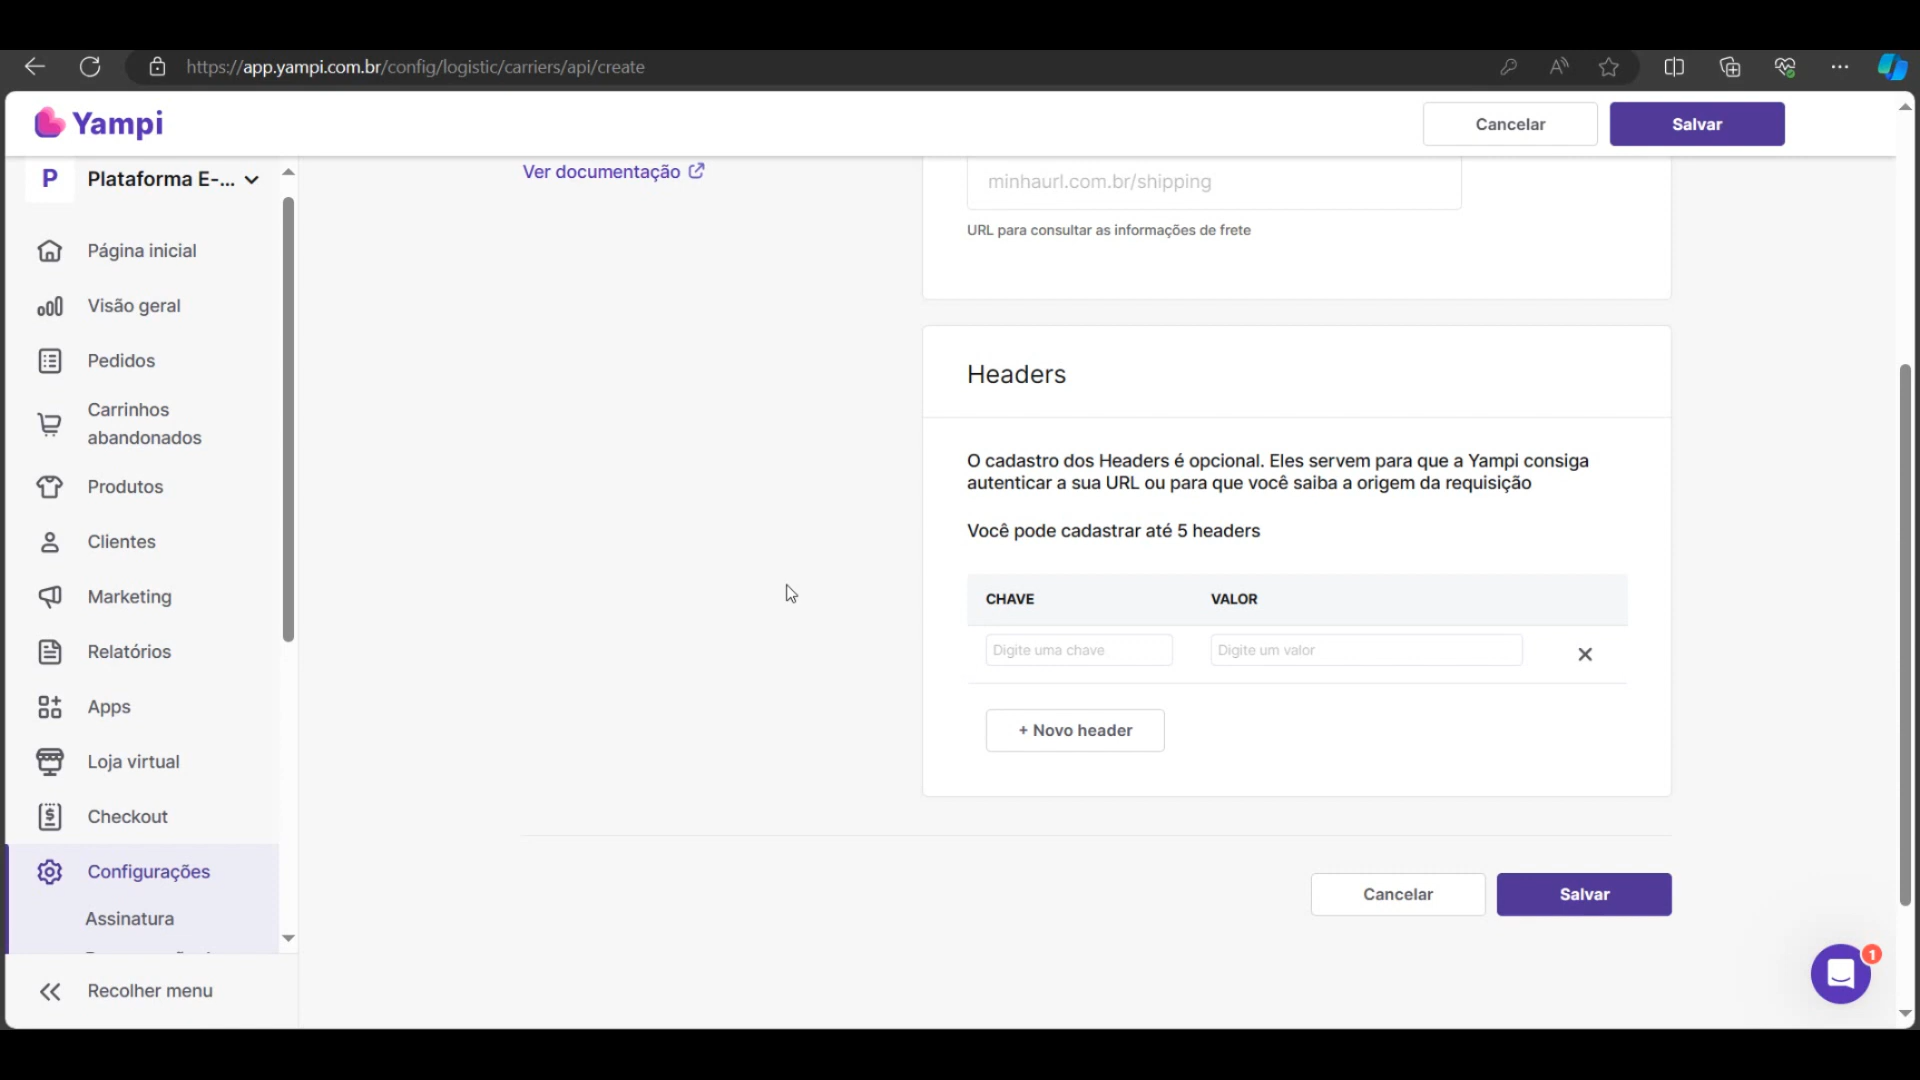 https://app.yampi.com.br/config/logistic/carriers/api/create
Yampi
Cancelar
Salvar
P
Plataforma E-...
Página inicial
Visão geral
Pedidos
Carrinhos
abandonados
Produtos
Clientes
Marketing
Relatórios
Apps
Loja virtual
Checkout
Configurações
Assinatura
Recolher menu
Ver documentação
minhaurl.com.br/shipping
URL para consultar as informações de frete
Headers
O cadastro dos Headers é opcional. Eles servem para que a Yampi consiga
autenticar a sua URL ou para que você saiba a origem da requisição
Você pode cadastrar até 5 headers
CHAVE VALOR
Digite uma chave Digite um valor
+ Novo header
Cancelar
Salvar
1